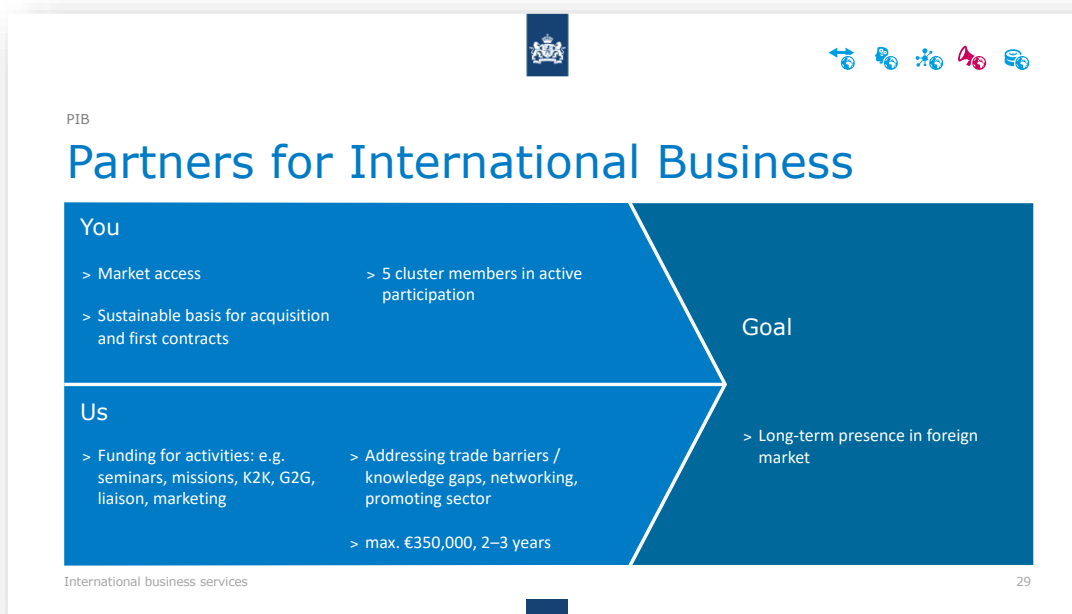 PIB
Partners for International Business
You
> Market access
> Sustainable basis for acquisition
and first contracts
> 5 cluster members in active
participation
Us
> Funding for activities: e.g.
seminars, missions, K2K, G2G,
liaison, marketing
> Addressing trade barriers /
knowledge gaps, networking,
promoting sector
> max. €350,000, 2–3 years
Goal
> Long-term presence in foreign
market
International business services
29